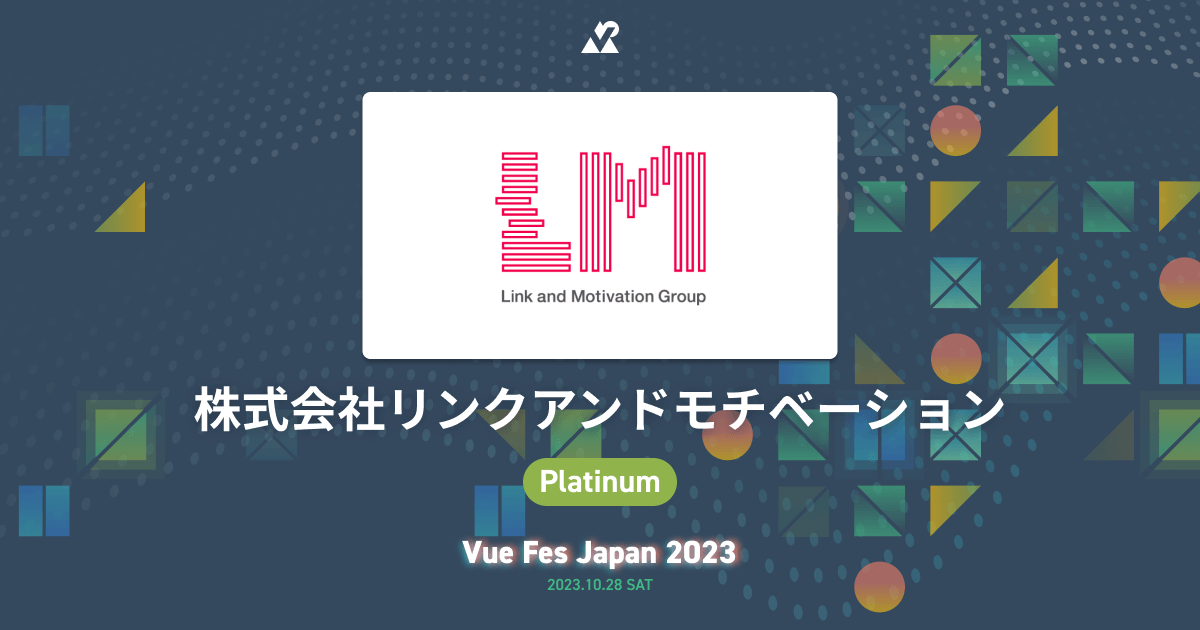 LM
Link and Motivation Group
株式会社リンクアンドモチベーション
Platinum
Vue Fes Japan 2023
2023.10.28 SAT